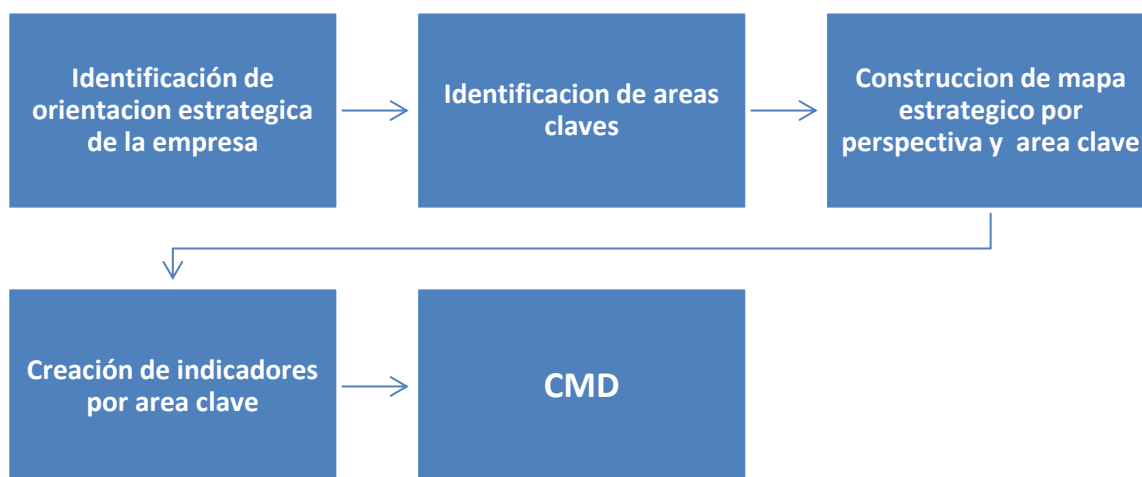 Identificación de
orientacion estrategica
de la empresa
Identificacion de areas
claves
Construccion de mapa
estrategico por
perspectiva y  area clave
Creación de indicadores
por area clave
CMD